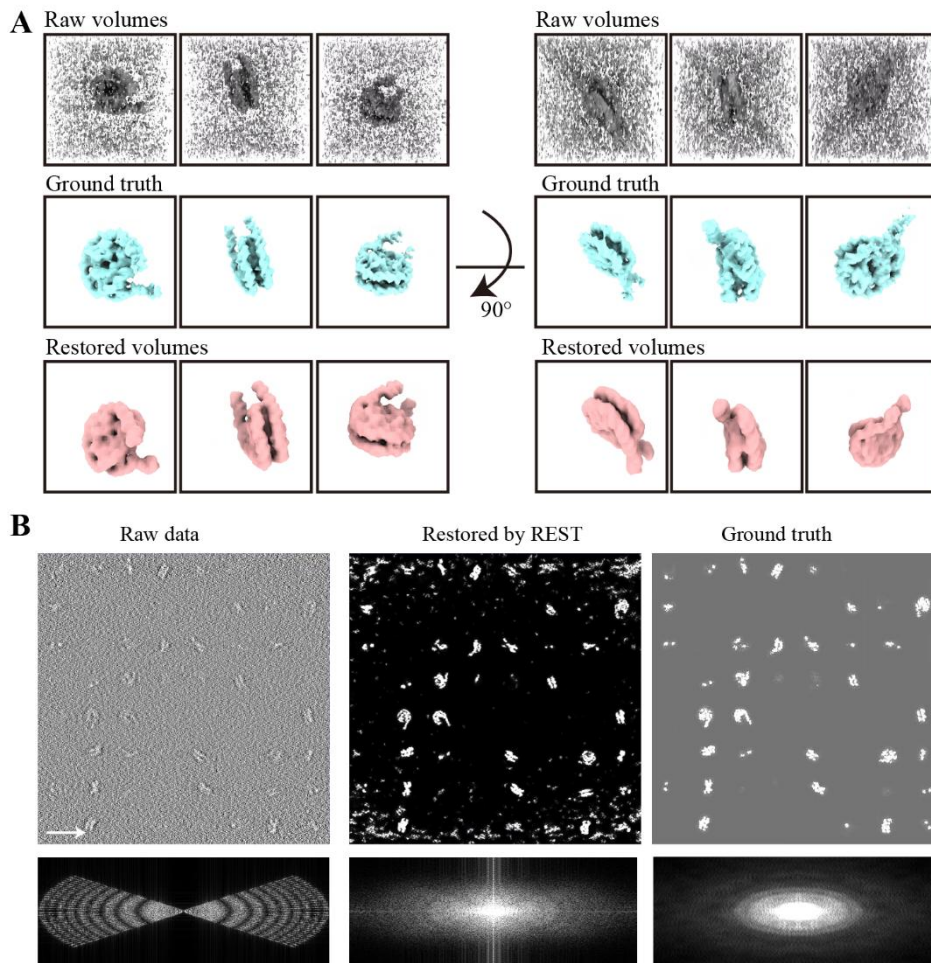 A
Raw volumes
Raw volumes
Ground truth
Ground truth
90°
Restored volumes
Restored volumes
B
Raw data
Restored by REST
Ground truth